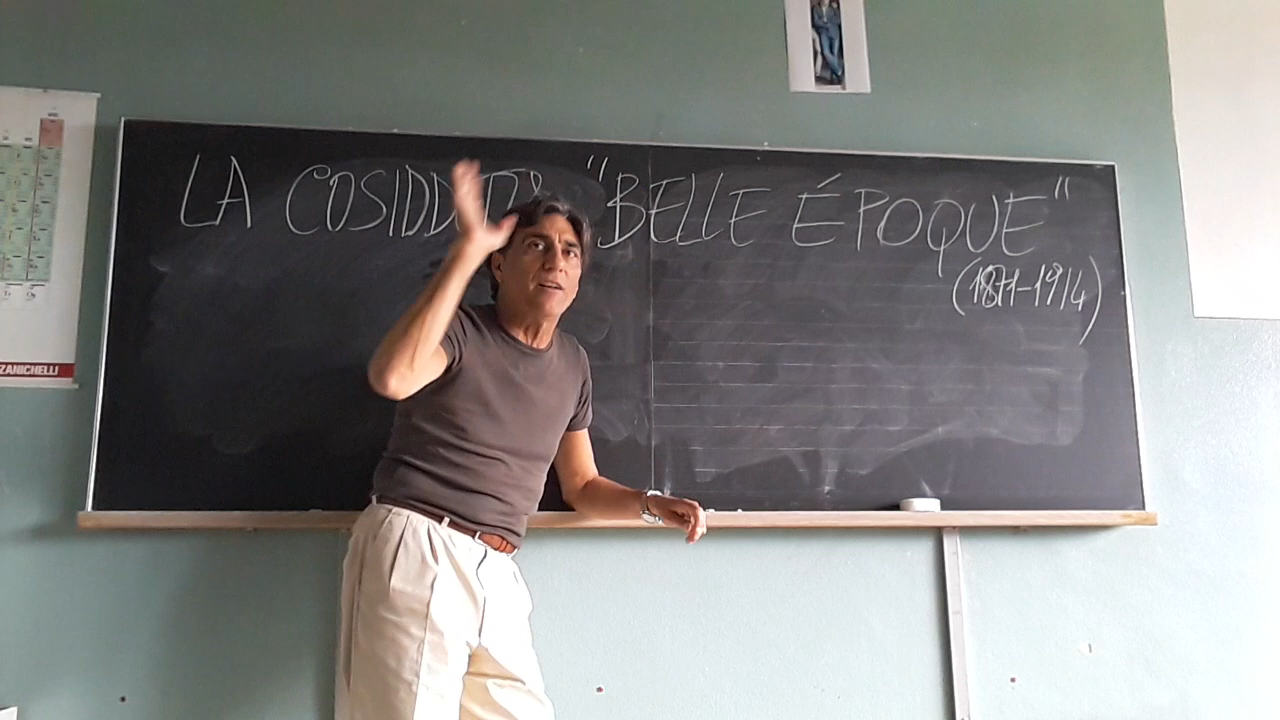 LA COSIDDETTA "BELLE ÉPOQUE"
(1871-1914)
ZANICHELLI